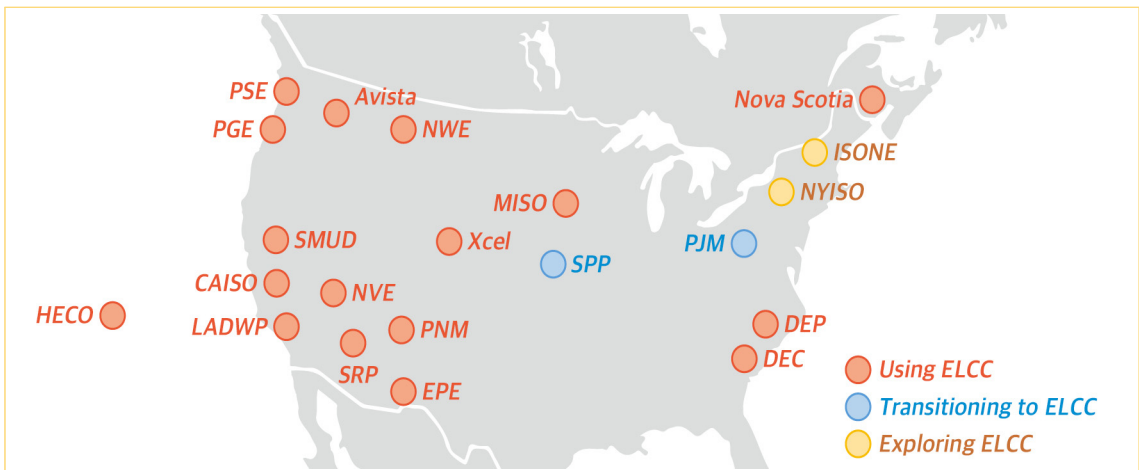 PSE
Avista
Nova Scotia
PGE
NWE
ISONE
NYISO
MISO
SMUD
Xcel
PJM
SPP
CAISO
NVE
HECO
LADWP
PNM
DEP
SRP
DEC
EPE
Using ELCC
Transitioning to ELCC
Exploring ELCC